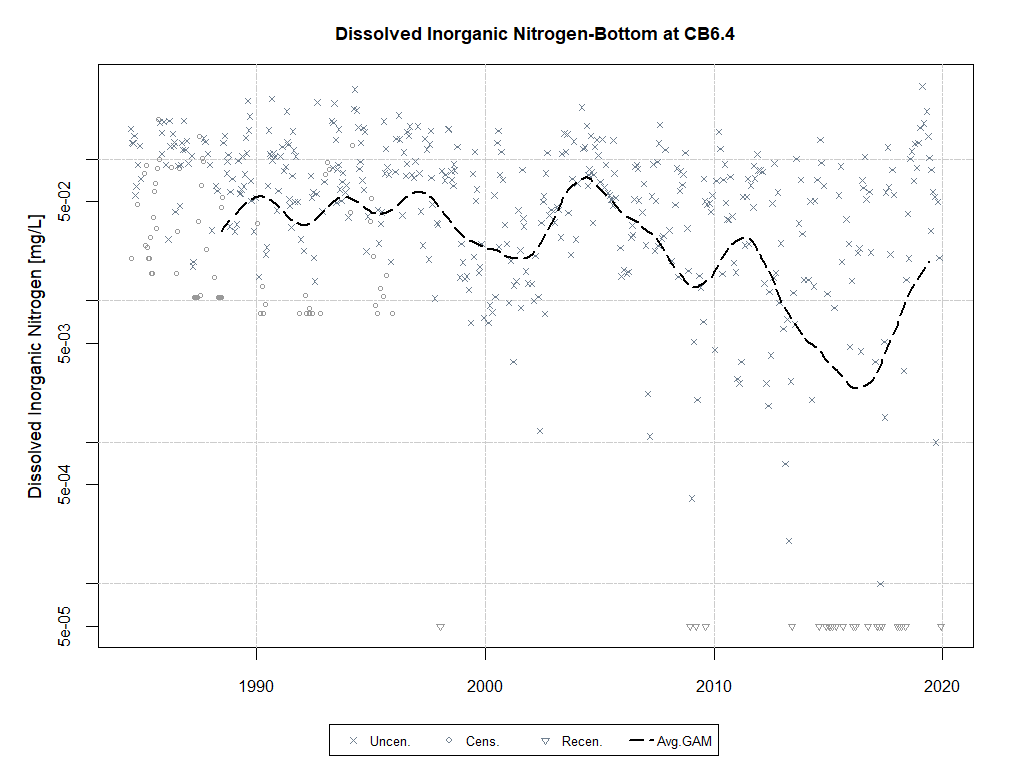 Dissolved Inorganic Nitrogen-Bottom at CB6.4
Dissolved Inorganic Nitrogen [mg/L]
5e-02
5e-03
5e-04
5e-05
1990 2000 2010 2020
Uncen. Cens. Recen. Avg.GAM